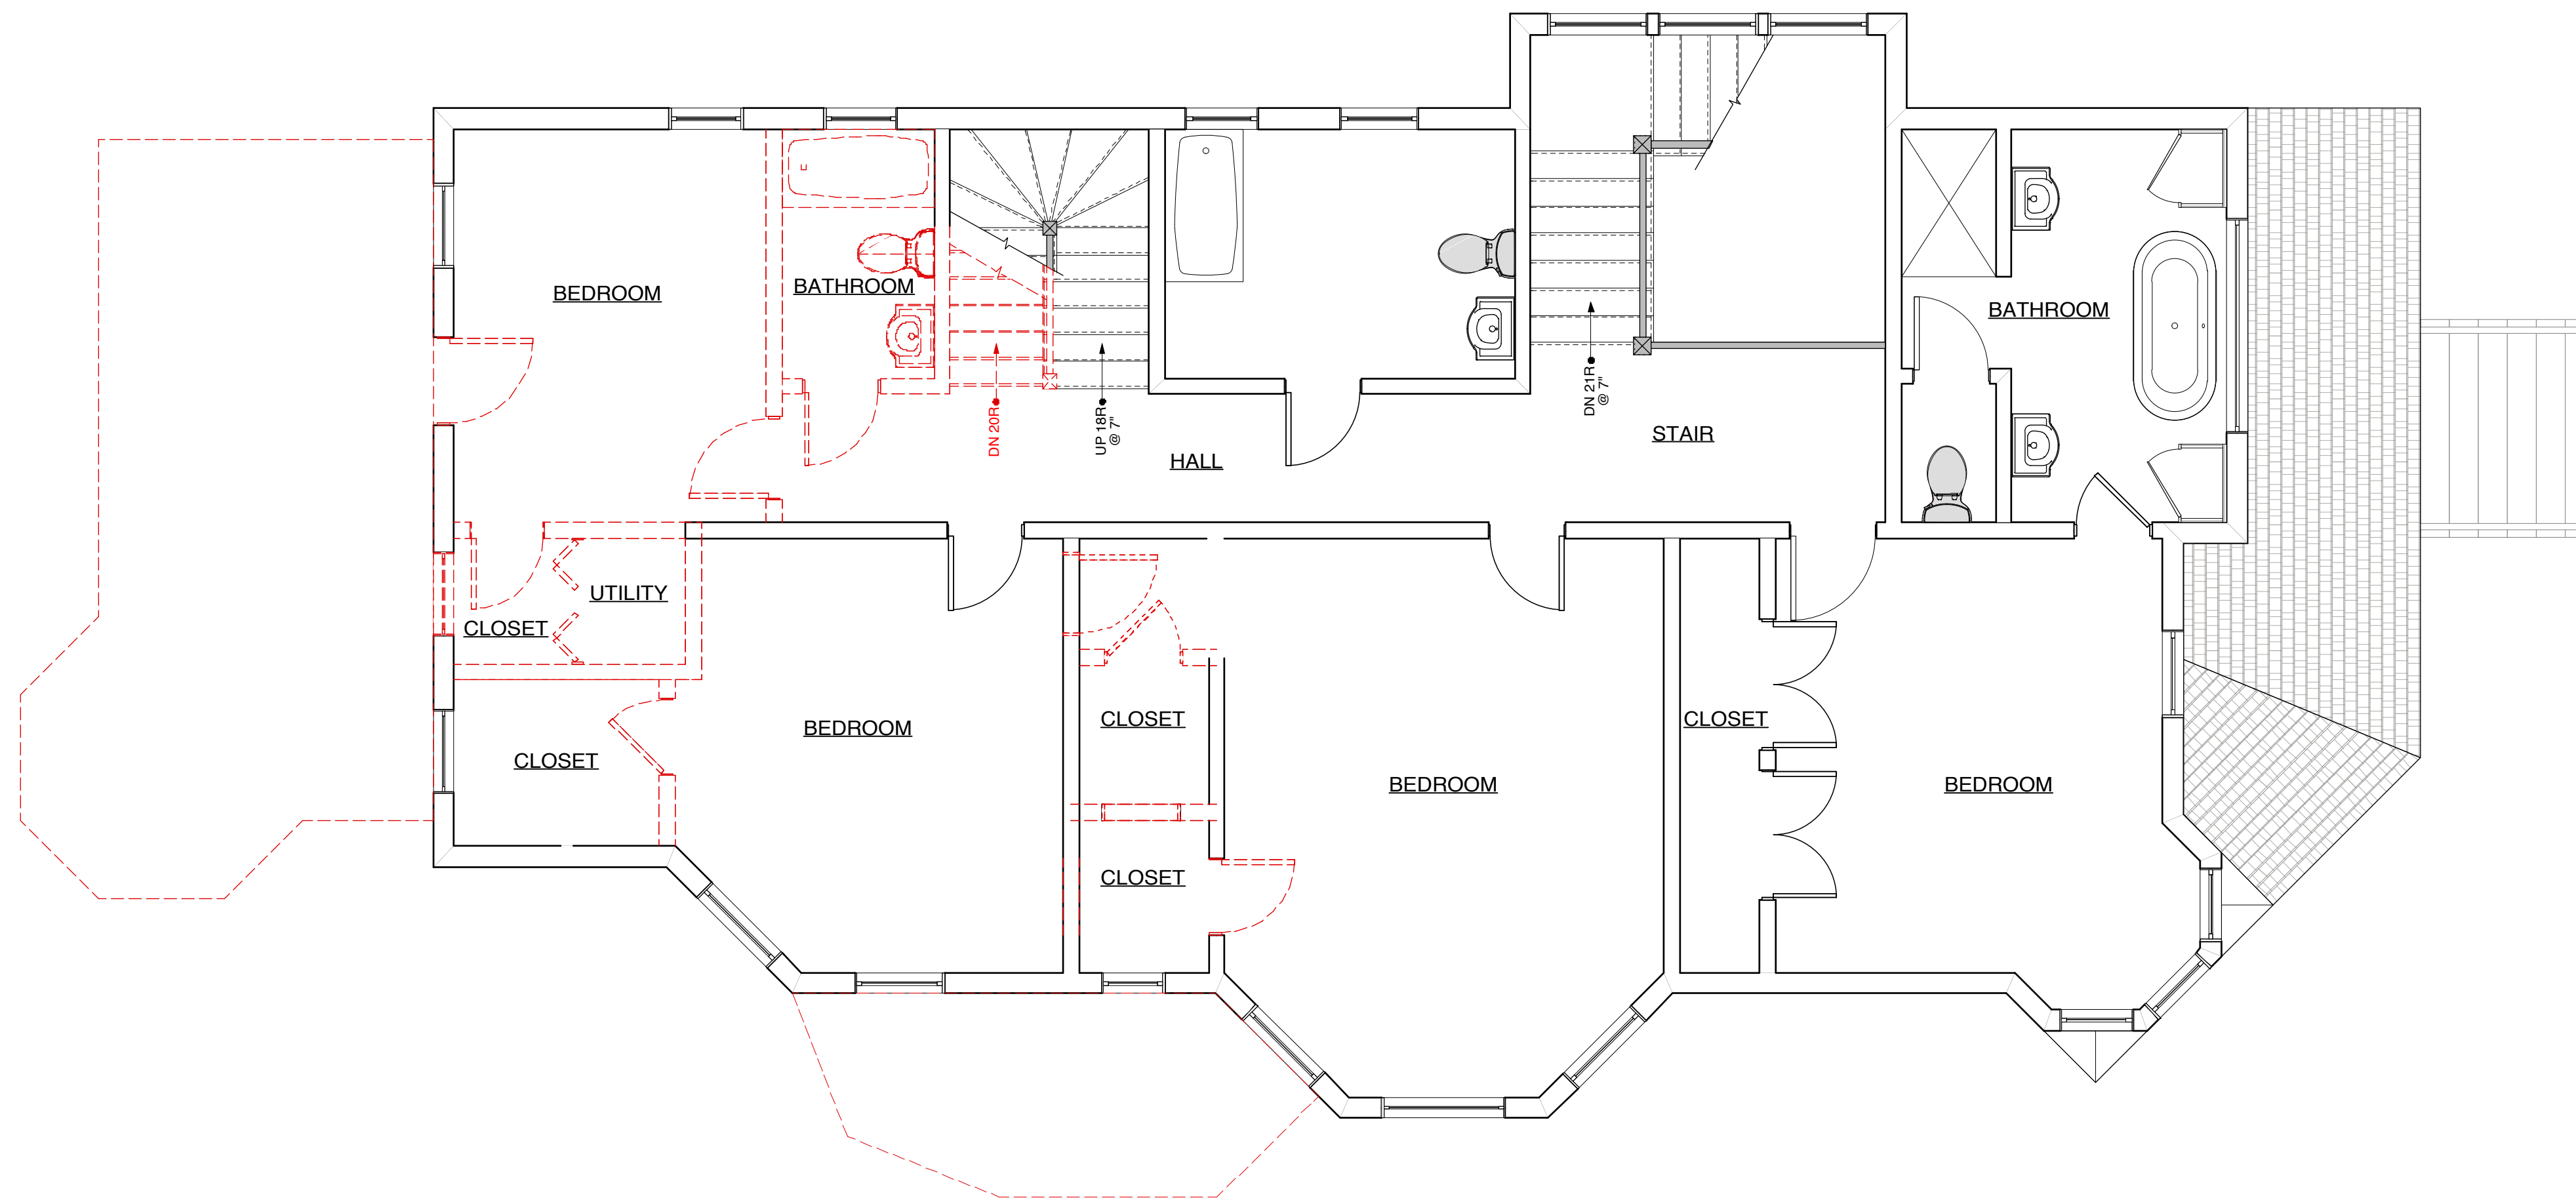 BEDROOM
BATHROOM
BATHROOM
DN 20R
UP 18R
@ 7"
DN 21R
@ 7"
STAIR
HALL
UTILITY
CLOSET
CLOSET
BEDROOM
CLOSET
CLOSET
BEDROOM
CLOSET
BEDROOM